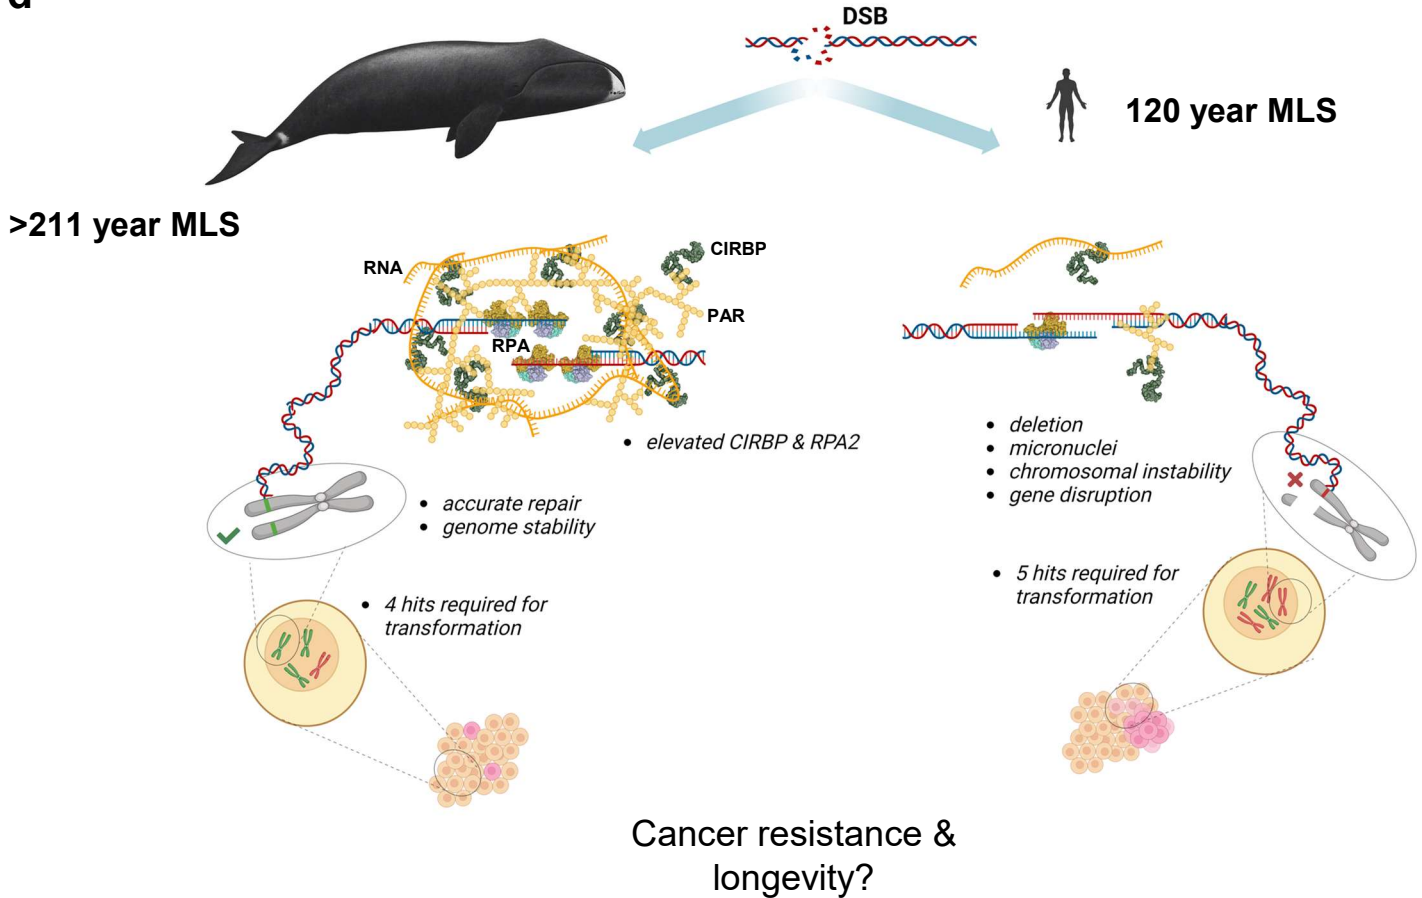 d
DSB
120 year MLS
>211 year MLS
RNA
CIRBP
PAR
RPA
• elevated CIRBP & RPA2
• accurate repair
• genome stability
• 4 hits required for
transformation
• deletion
• micronuclei
• chromosomal instability
• gene disruption
• 5 hits required for
transformation
Cancer resistance &
longevity?